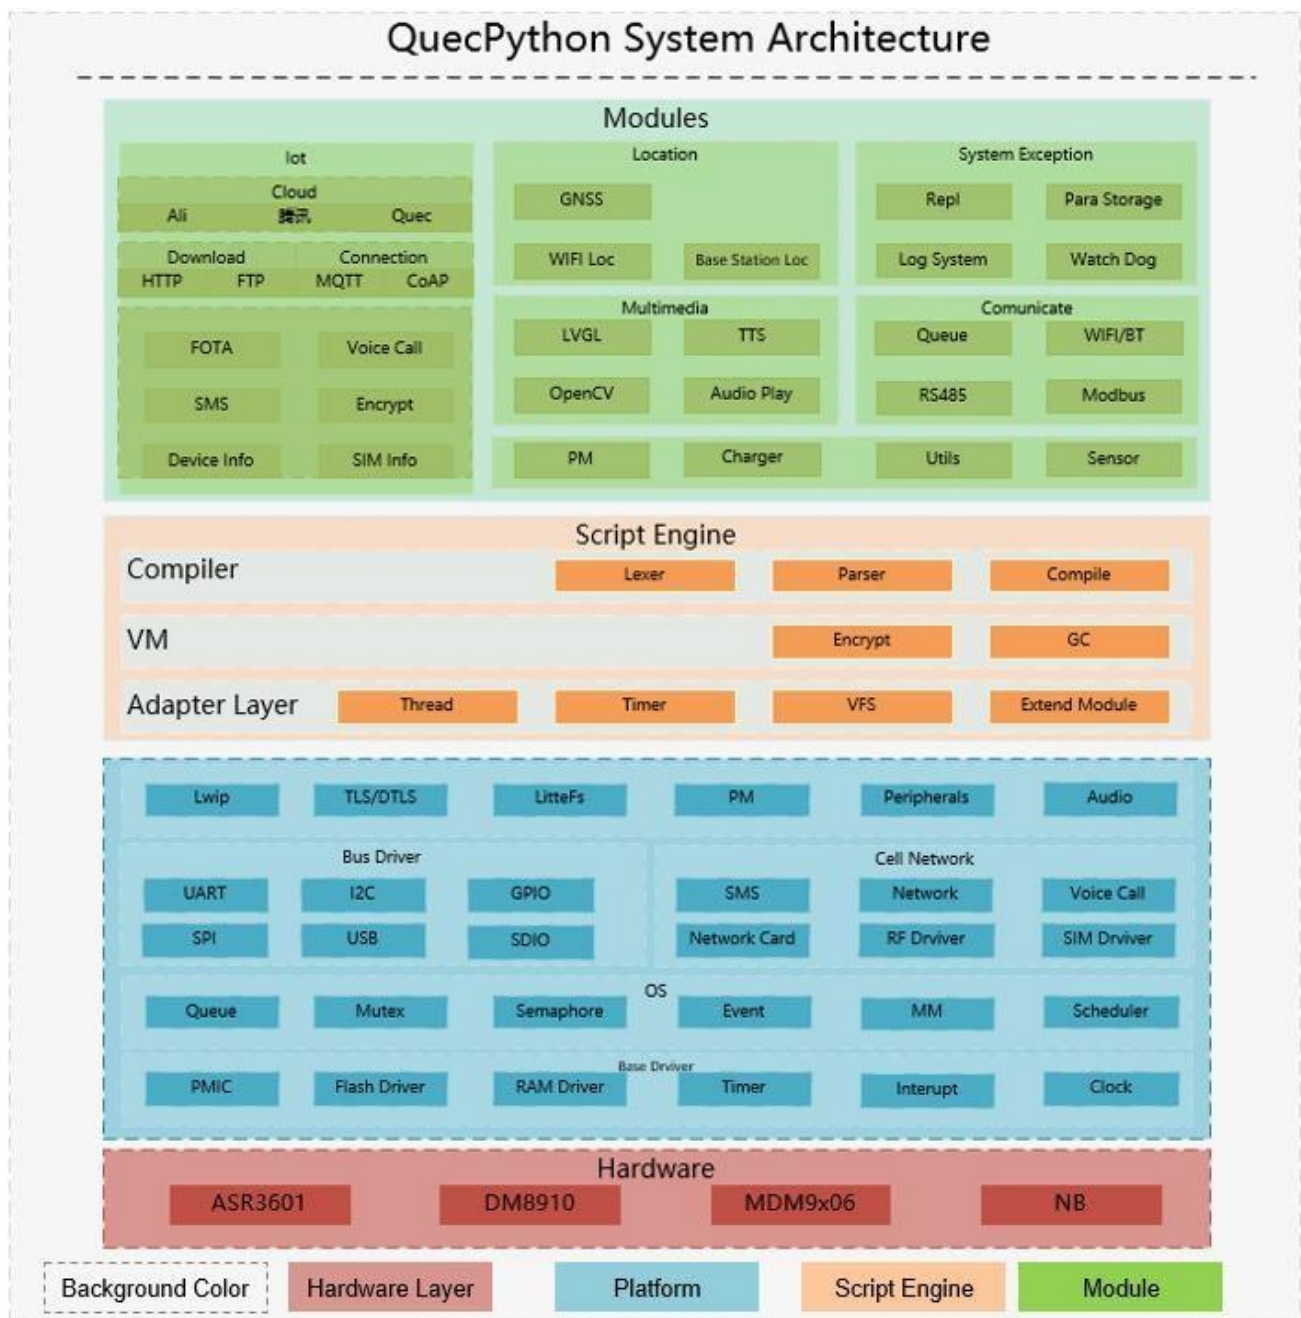 QuecPython System Architecture
Modules
Iot
Cloud
Ali 腾讯 Quec
Download Connection
HTTP FTP MQTT CoAP
FOTA Voice Call
SMS Encrypt
Device Info SIM Info
Location
GNSS
WIFI Loc Base Station Loc
System Exception
Repl Para Storage
Log System Watch Dog
Multimedia
LVGL TTS
OpenCV Audio Play
Comunicate
Queue WIFI/BT
RS485 Modbus
PM Charger Utils Sensor
Script Engine
Compiler Lexer Parser Compile
VM Encrypt GC
Adapter Layer Thread Timer VFS Extend Module
Lwip TLS/DTLS LitteFs PM Peripherals Audio
Bus Driver
UART I2C GPIO
SPI USB SDIO
Cell Network
SMS Network Voice Call
Network Card RF Drviver SIM Drviver
OS
Queue Mutex Semaphore Event MM Scheduler
Base Drviver
PMIC Flash Driver RAM Driver Timer Interupt Clock
Hardware
ASR3601 DM8910 MDM9x06 NB
Background Color Hardware Layer Platform Script Engine Module